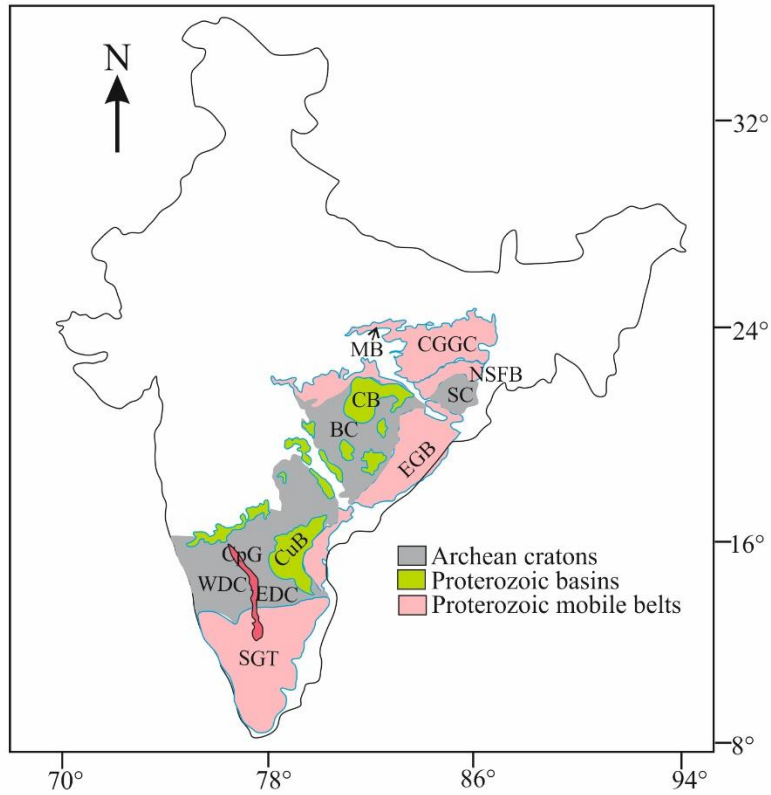 N
32°
24°
MB
CGGC
NSFB
SC
CB
BC
EGB
16°
CpG
CuB
WDC
EDC
Archean cratons
Proterozoic basins
Proterozoic mobile belts
SGT
8°
70°
78°
86°
94°